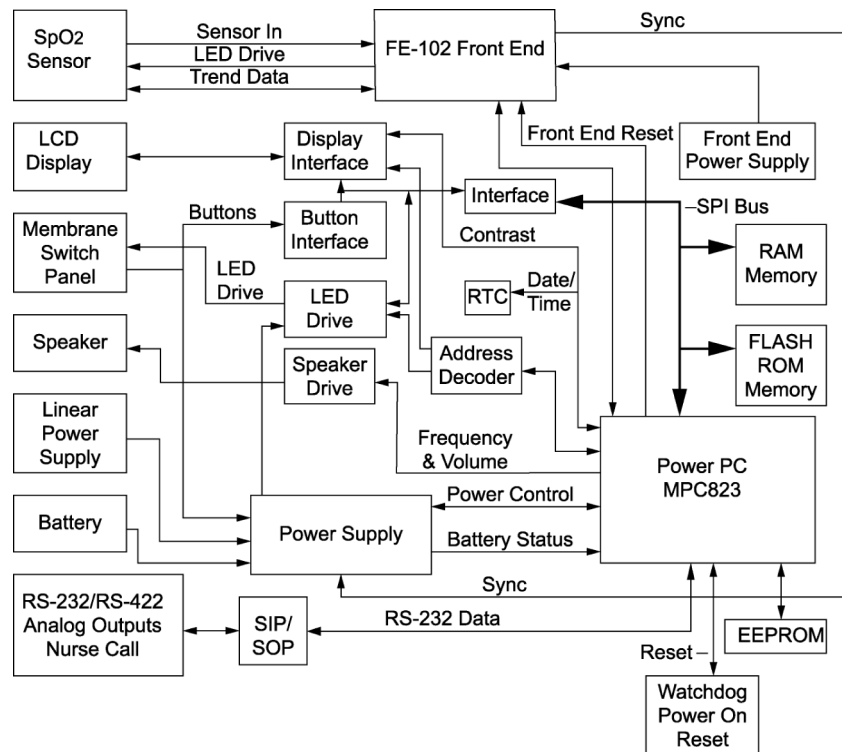 SpO2
Sensor
Sensor In
LED Drive
Trend Data
FE-102 Front End
Sync
Front End Reset
Front End
Power Supply
LCD
Display
Display
Interface
Interface
–SPI Bus
Membrane
Switch
Panel
Buttons
Button
Interface
Contrast
RAM
Memory
LED
Drive
LED
Drive
RTC
Date/
Time
Speaker
Speaker
Drive
Address
Decoder
FLASH
ROM
Memory
Linear
Power
Supply
Frequency
& Volume
Power PC
MPC823
Battery
Power Supply
Power Control
Battery Status
Sync
RS-232/RS-422
Analog Outputs
Nurse Call
SIP/
SOP
RS-232 Data
EEPROM
Reset –
Watchdog
Power On
Reset